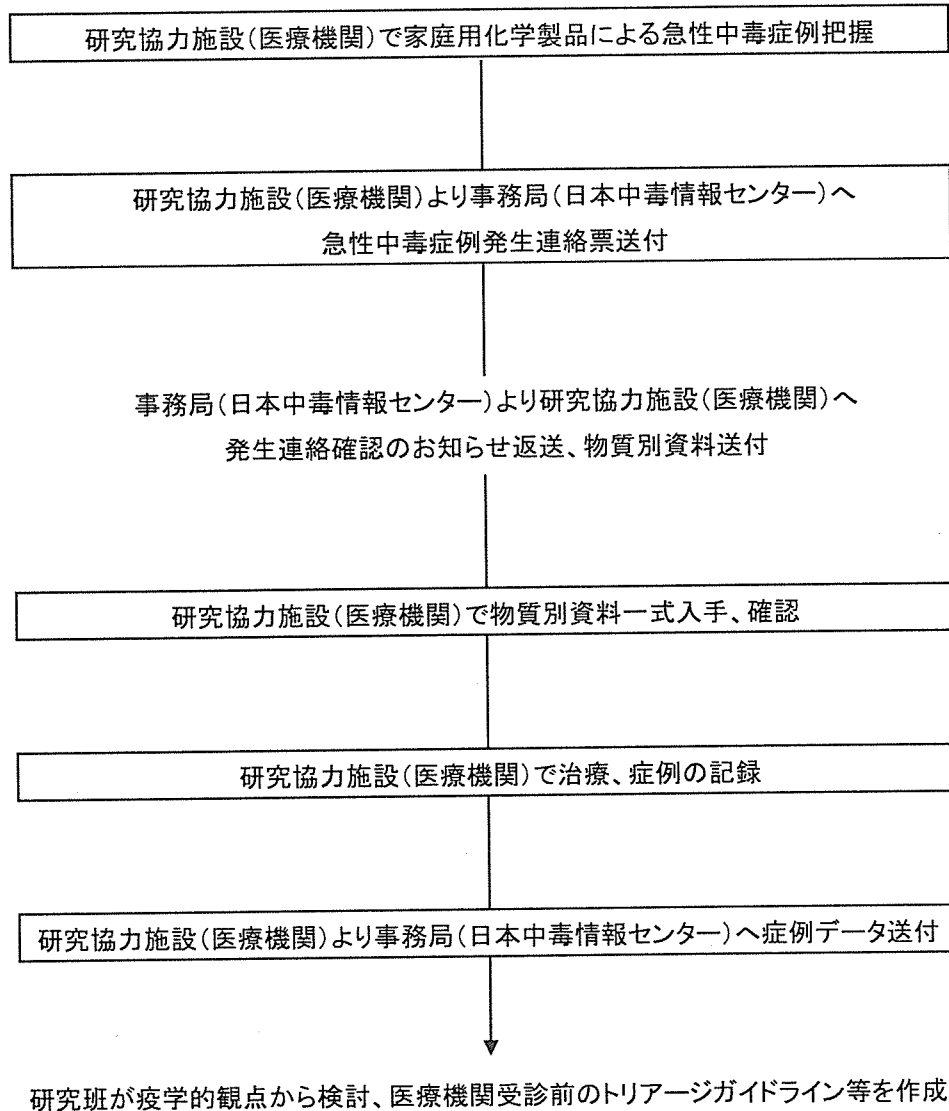 研究協力施設(医療機関)で家庭用化学製品による急性中毒症例把握
研究協力施設(医療機関)より事務局(日本中毒情報センター)へ
急性中毒症例発生連絡票送付
事務局(日本中毒情報センター)より研究協力施設(医療機関)へ
発生連絡確認のお知らせ返送、物質別資料送付
研究協力施設(医療機関)で物質別資料一式入手、確認
研究協力施設(医療機関)で治療、症例の記録
研究協力施設(医療機関)より事務局(日本中毒情報センター)へ症例データ送付
研究班が疫学的観点から検討、医療機関受診前のトリアージガイドライン等を作成